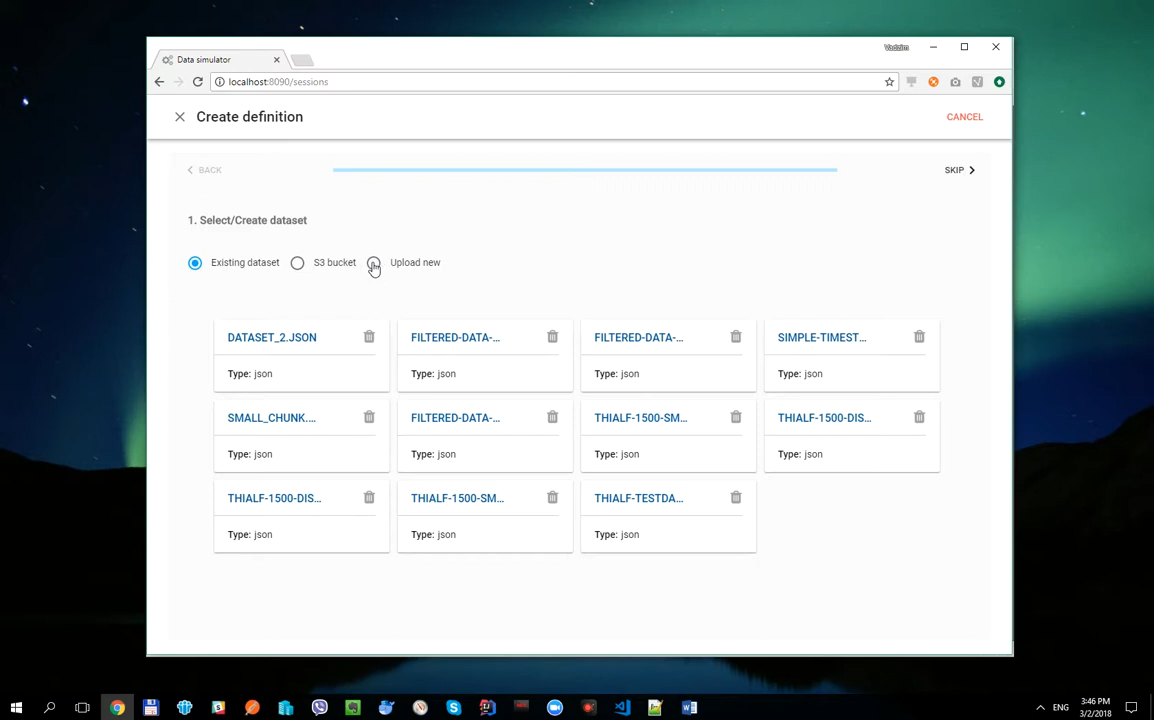 Data simulator
Vadzim
localhost:8090/sessions
Create definition
CANCEL
BACK
SKIP
1. Select/Create dataset
Existing dataset
S3 bucket
Upload new
DATASET_2.JSON
FILTERED-DATA-...
FILTERED-DATA-...
SIMPLE-TIMEST...
Type: json
Type: json
Type: json
Type: json
SMALL_CHUNK....
FILTERED-DATA-...
THIALF-1500-SM...
THIALF-1500-DIS...
Type: json
Type: json
Type: json
Type: json
THIALF-1500-DIS...
THIALF-1500-SM...
THIALF-TESTDA...
Type: json
Type: json
Type: json
ENG
3:46 PM
3/2/2018